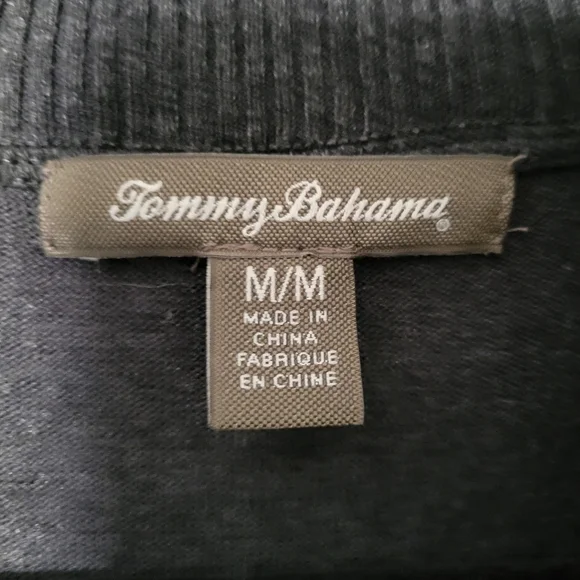 Tommy Bahama®
M/M
MADE IN
CHINA
FABRIQUE
EN CHINE